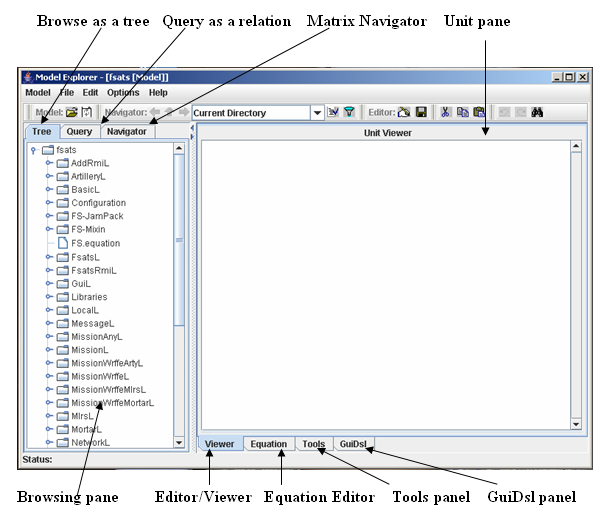 Browse as a tree Query as a relation Matrix Navigator Unit pane
Model Explorer - [fsats [Model]]
Model File Edit Options Help
Model: Navigator: Current Directory Editor:
Tree Query Navigator
Unit Viewer
fsats
AddRmiL
ArtilleryL
BasicL
Configuration
FS-JamPack
FS-Mixin
FS.equation
FsatsL
FsatsRmiL
GuiL
Libraries
LocalL
MessageL
MissionAnyL
MissionL
MissionWrffeArtyL
MissionWrffeL
MissionWrffeMlrsL
MissionWrffeMortarL
MlrsL
MortarL
NetworkL
Viewer Equation Tools GuiDsl
Status:
Browsing pane Editor/Viewer Equation Editor Tools panel GuiDsl panel